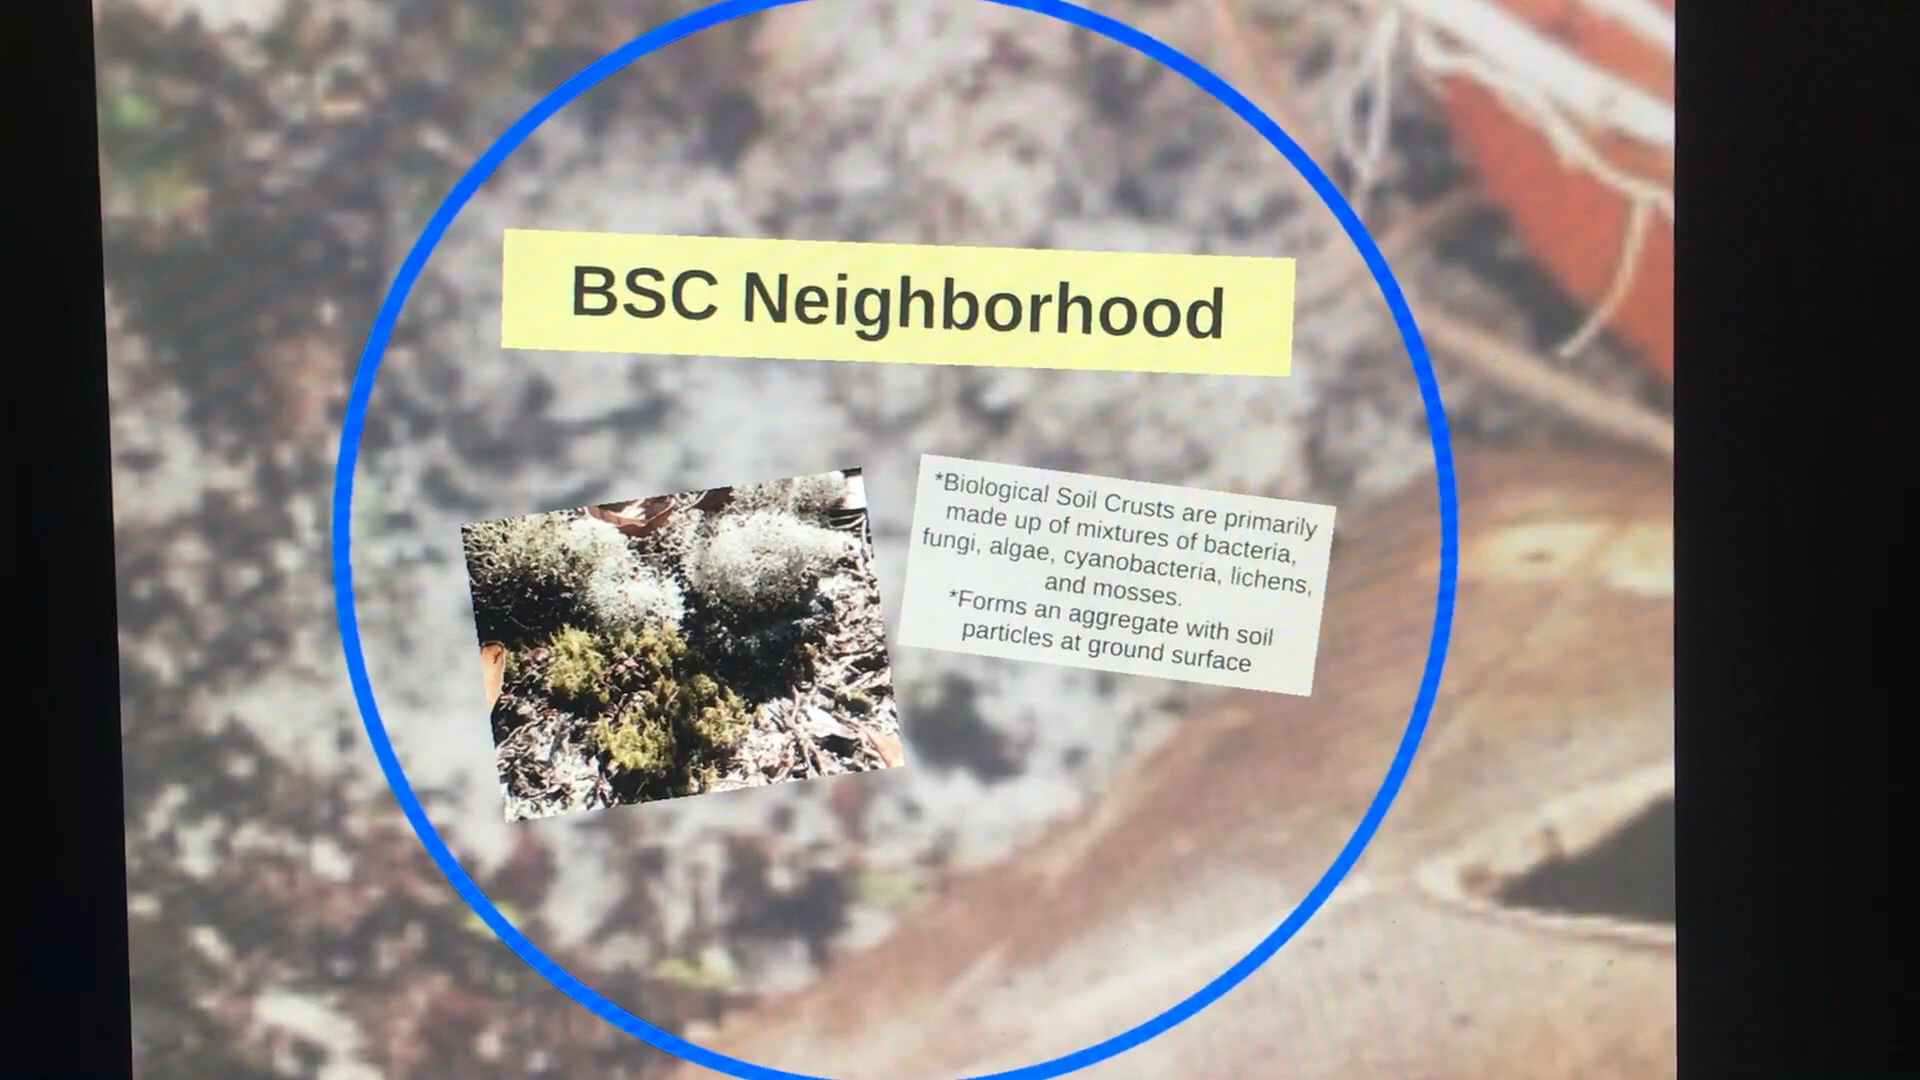 BSC Neighborhood
*Biological Soil Crusts are primarily
made up of mixtures of bacteria,
fungi, algae, cyanobacteria, lichens,
and mosses.
*Forms an aggregate with soil
particles at ground surface